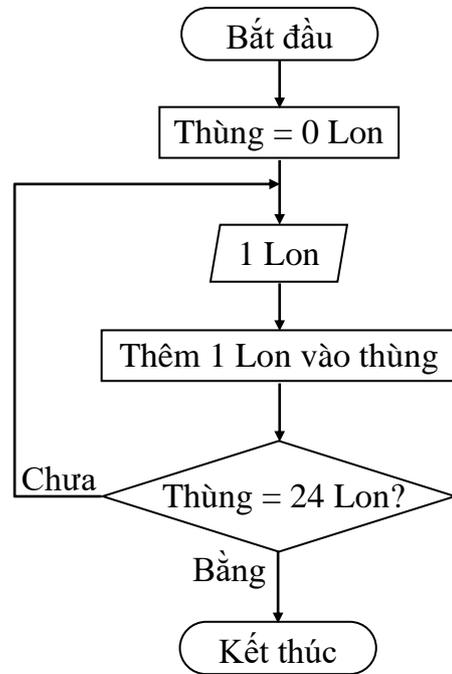 Bắt đầu
Thùng = 0 Lon
1 Lon
Thêm 1 Lon vào thùng
Thùng = 24 Lon?
Chưa
Bằng
Kết thúc